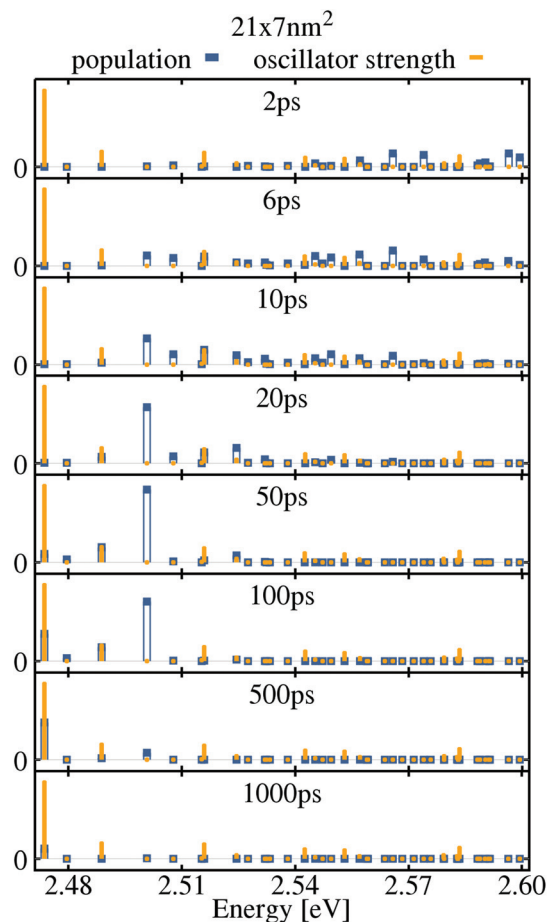 21x7nm²
population oscillator strength
2ps
0
6ps
0
10ps
0
20ps
0
50ps
0
100ps
0
500ps
0
1000ps
0
2.48 2.51 2.54 2.57 2.60
Energy [eV]